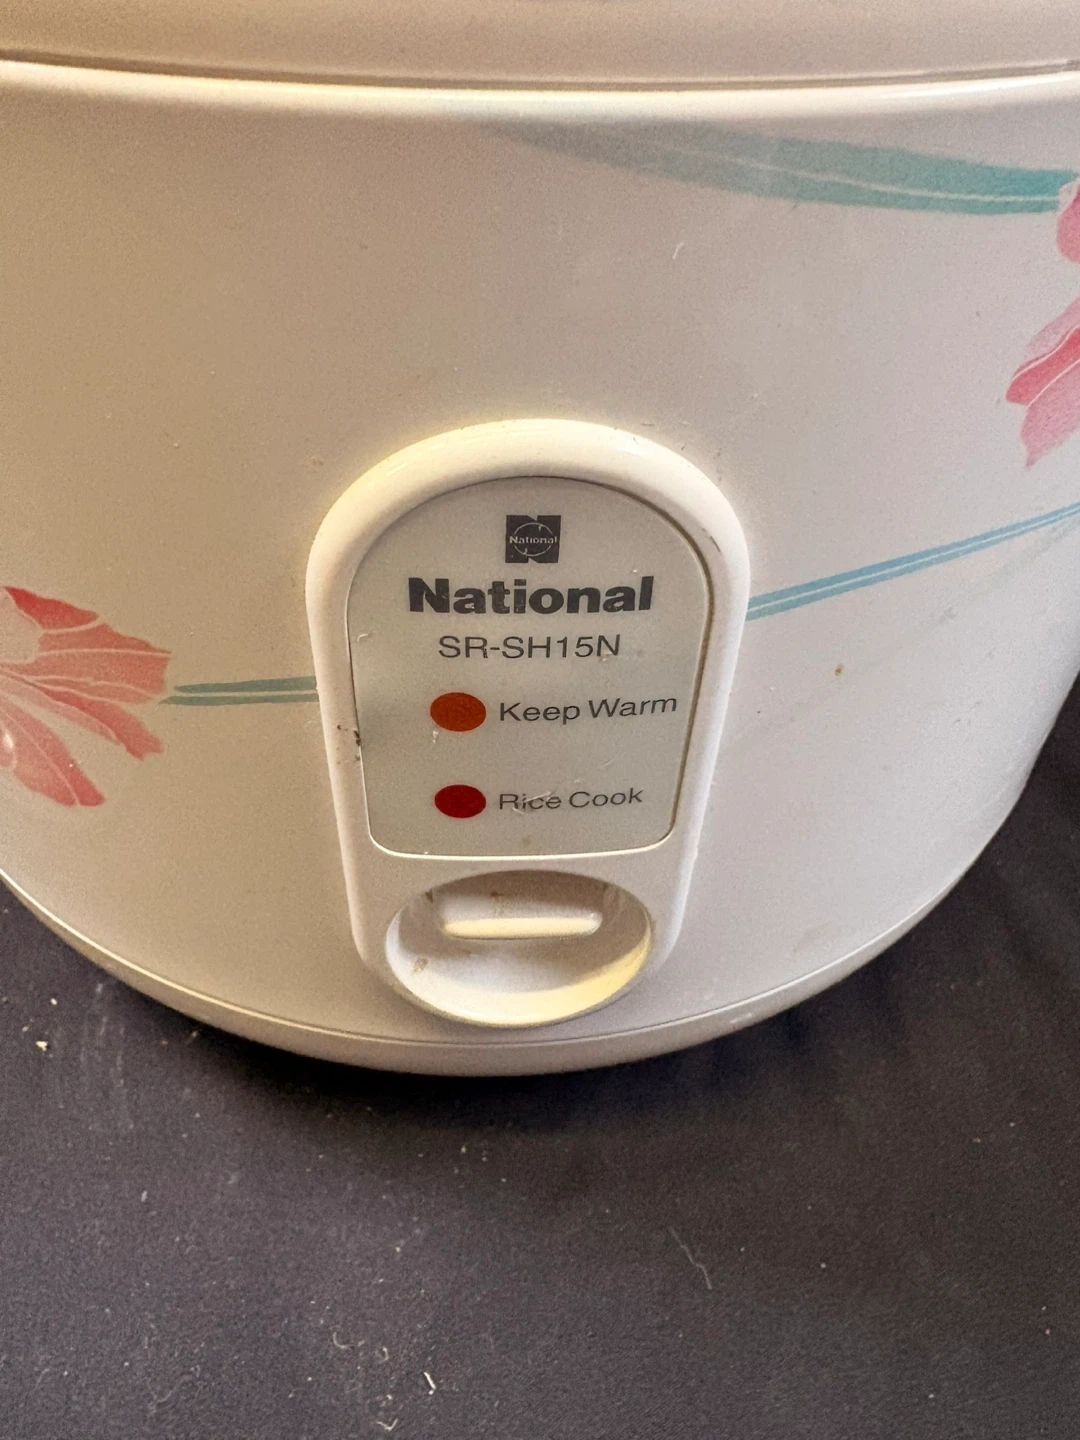 National
National
SR-SH15N
Keep Warm
Rice Cook